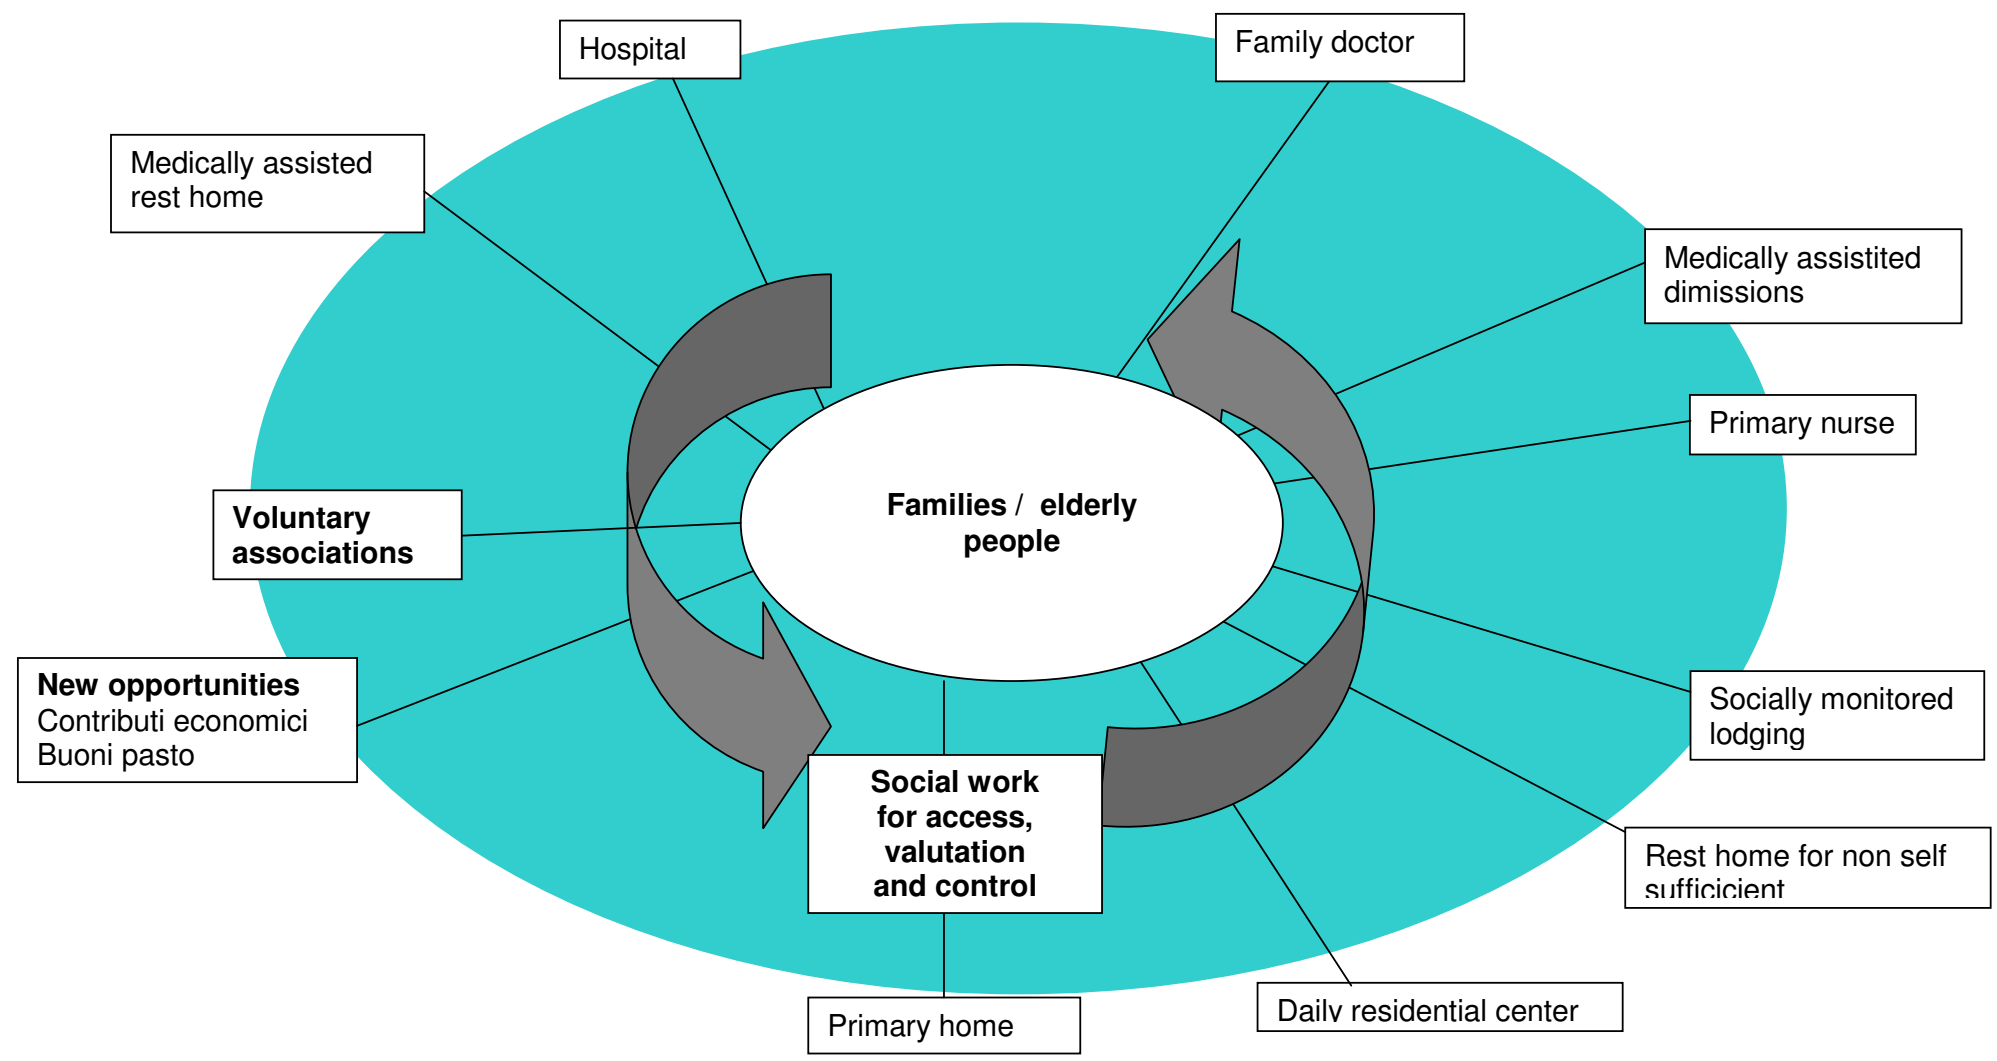 Hospital
Family doctor
Medically assisted
rest home
Medically assistited
dimissions
Primary nurse
Families / elderly
people
Voluntary
associations
New opportunities
Contributi economici
Buoni pasto
Socially monitored
lodging
Social work
for access,
valutation
and control
Rest home for non self
sufficicient
Daily residential center
Primary home